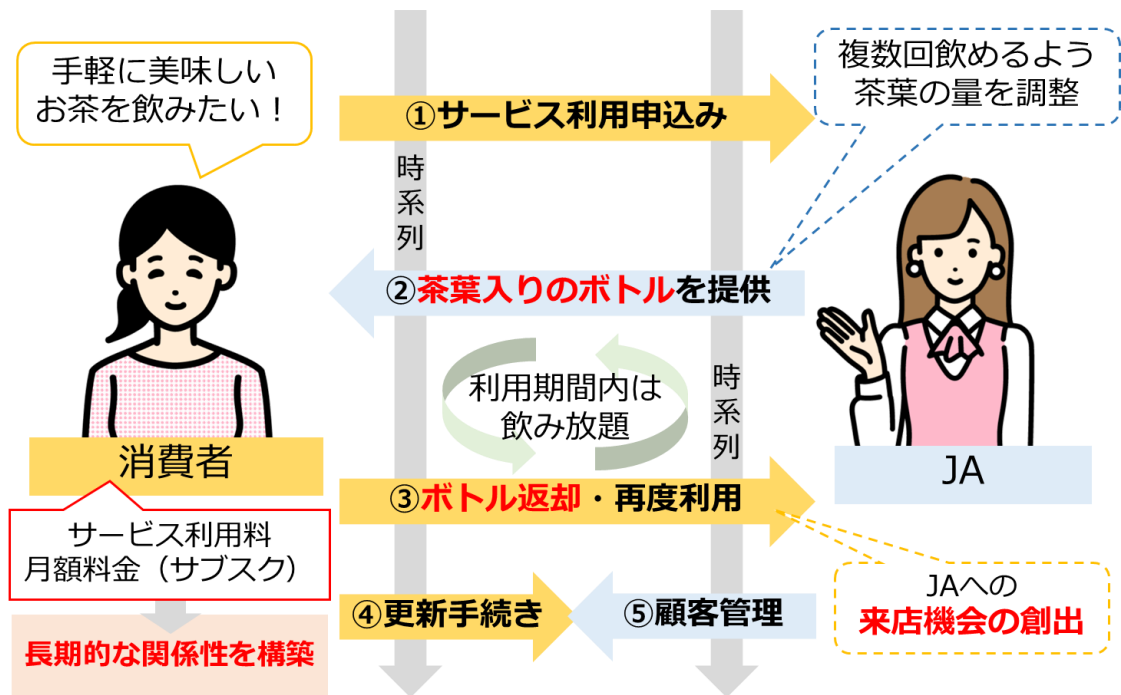 手軽に美味しい
お茶を飲みたい！
複数回飲めるよう
茶葉の量を調整
①サービス利用申込み
時系列
②茶葉入りのボトルを提供
利用期間内は
飲み放題
時系列
消費者
JA
③ボトル返却・再度利用
サービス利用料
月額料金（サブスク）
JAへの
来店機会の創出
④更新手続き
⑤顧客管理
長期的な関係性を構築